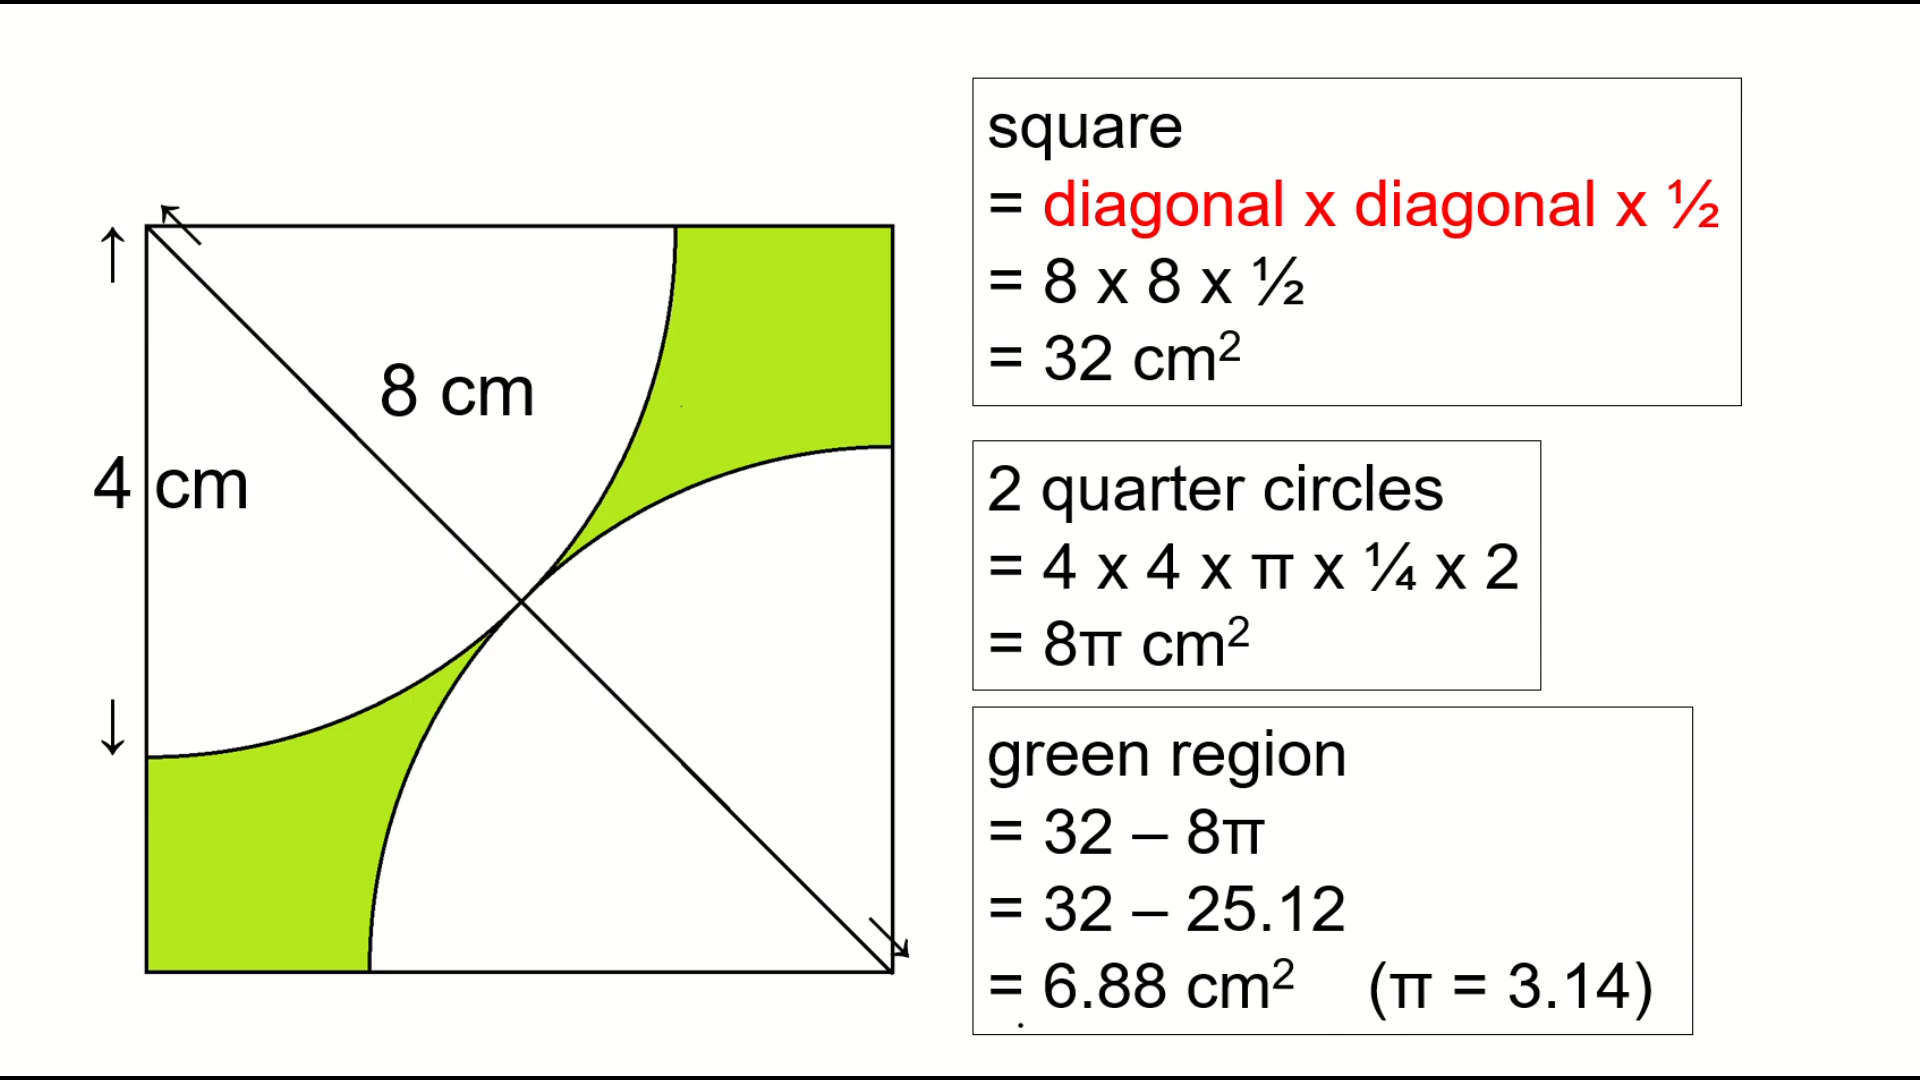 8 cm
4 cm
square
= diagonal x diagonal x ½
= 8 x 8 x ½
= 32 cm²
2 quarter circles
= 4 x 4 x π x ¼ x 2
= 8π cm²
green region
= 32 – 8π
= 32 – 25.12
= 6.88 cm² (π = 3.14)